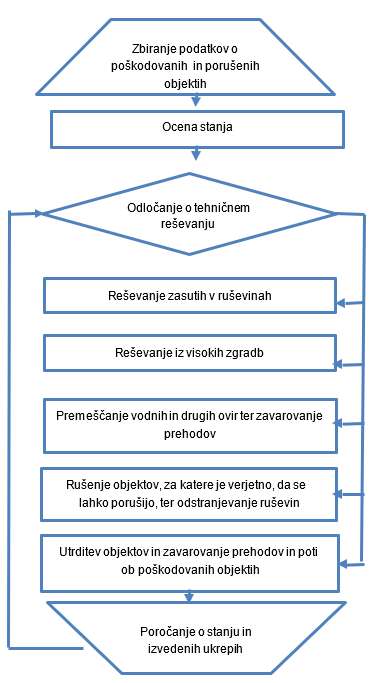 Zbiranje podatkov o
poškodovanih in porušenih
objektih
Ocena stanja
Odločanje o tehničnem
reševanju
Reševanje zasutih v ruševinah
Reševanje iz visokih zgradb
Premeščanje vodnih in drugih ovir ter zavarovanje
prehodov
Rušenje objektov, za katere je verjetno, da se
lahko porušijo, ter odstranjevanje ruševin
Utrditev objektov in zavarovanje prehodov in poti
ob poškodovanih objektih
Poročanje o stanju in
izvedenih ukrepih